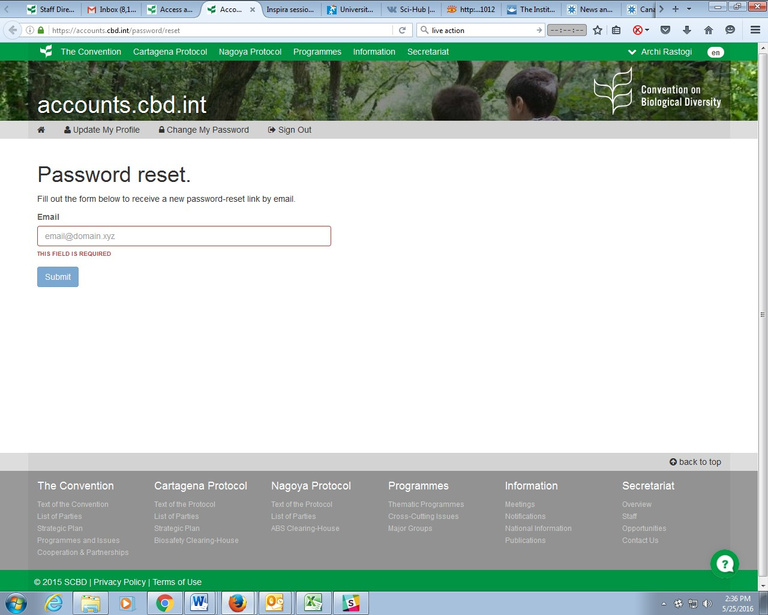 Staff Dire...
Inbox (8,1...
Access a...
Acco...
Inspira sessio...
Universit...
Sci-Hub |...
http:...1012
The Instit...
News an...
Cana
https://accounts.cbd.int/password/reset
live action
--:--:--
The Convention Cartagena Protocol Nagoya Protocol Programmes Information Secretariat Archi Rastogi en
accounts.cbd.int
Convention on
Biological Diversity
Update My Profile Change My Password Sign Out
Password reset.
Fill out the form below to receive a new password-reset link by email.
Email
email@domain.xyz
THIS FIELD IS REQUIRED
Submit
back to top
The Convention
Text of the Convention
List of Parties
Strategic Plan
Programmes and Issues
Cooperation & Partnerships
Cartagena Protocol
Text of the Protocol
List of Parties
Strategic Plan
Biosafety Clearing-House
Nagoya Protocol
Text of the Protocol
List of Parties
ABS Clearing-House
Programmes
Thematic Programmes
Cross-Cutting Issues
Major Groups
Information
Meetings
Notifications
National Information
Publications
Secretariat
Overview
Staff
Opportunities
Contact Us
?
© 2015 SCBD | Privacy Policy | Terms of Use
2:36 PM
5/25/2016